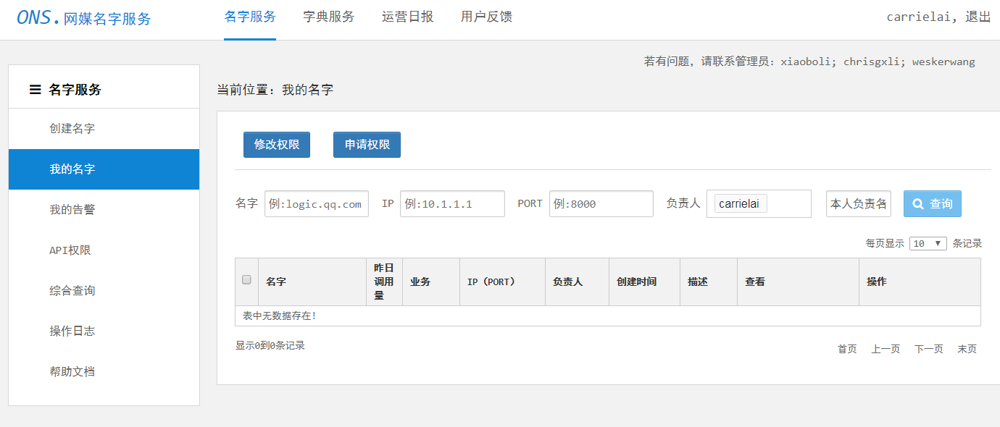 ONS.网媒名字服务 名字服务 字典服务 运营日报 用户反馈 carrielai, 退出
若有问题，请联系管理员：xiaoboli; chrisgxli; weskerwang
名字服务
创建名字
我的名字
我的告警
API权限
综合查询
操作日志
帮助文档
当前位置：我的名字
修改权限 申请权限
名字 例:logic.qq.com IP 例:10.1.1.1 PORT 例:8000 负责人 carrielai 本人负责名 查询
每页显示 10 条记录
名字 昨日调用量 业务 IP（PORT） 负责人 创建时间 描述 查看 操作
表中无数据存在！
显示0到0条记录
首页 上一页 下一页 末页